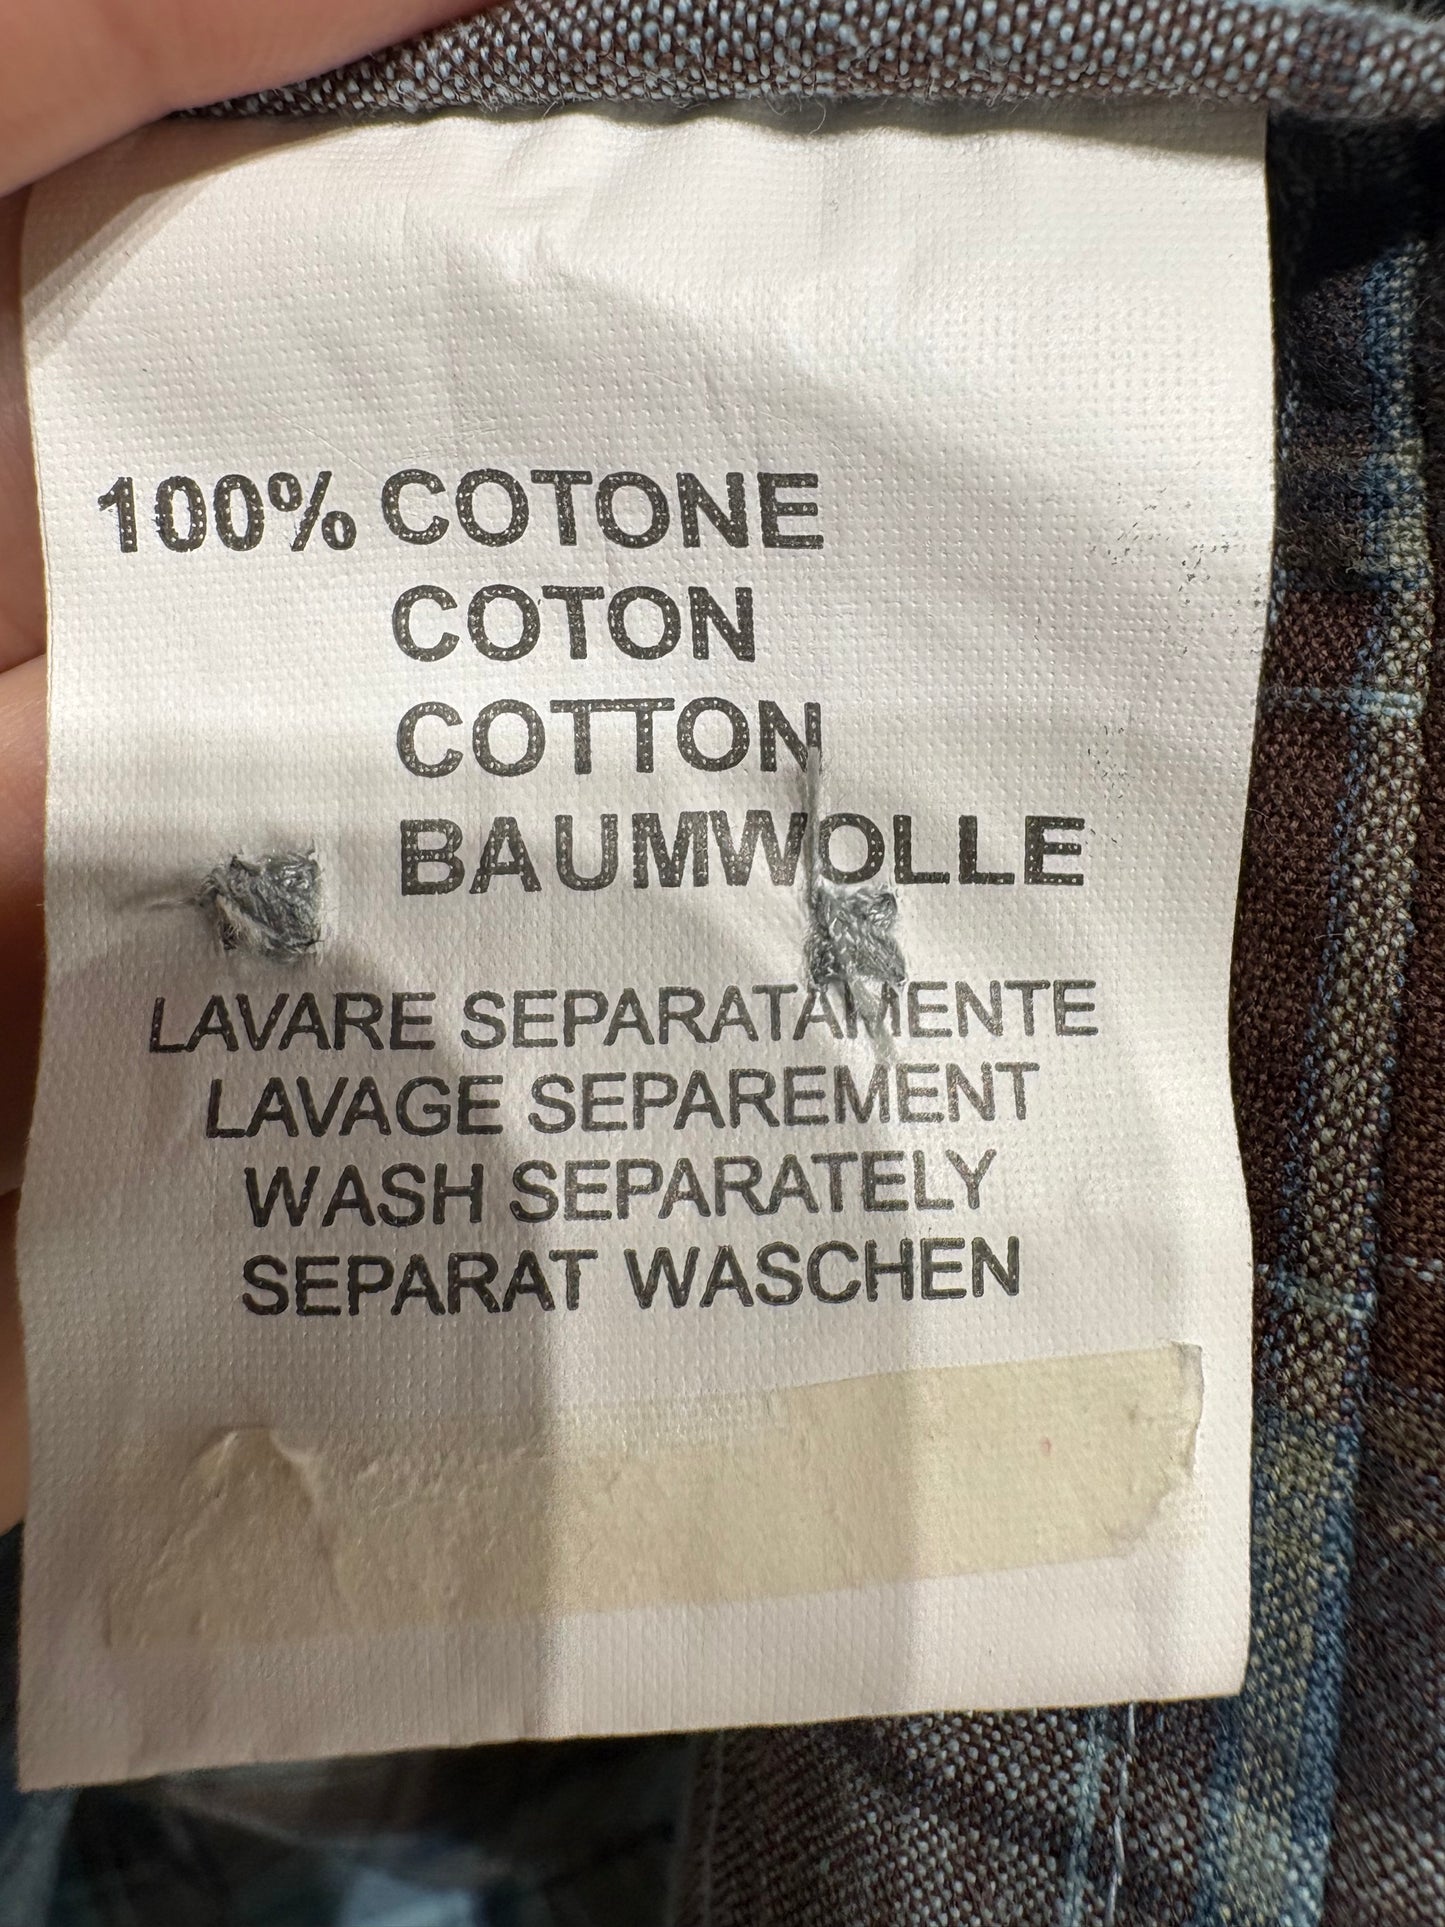 100% COTONE
COTON
COTTON
BAUMWOLLE
LAVARE SEPARATAMENTE
LAVAGE SEPAREMENT
WASH SEPARATELY
SEPARAT WASCHEN